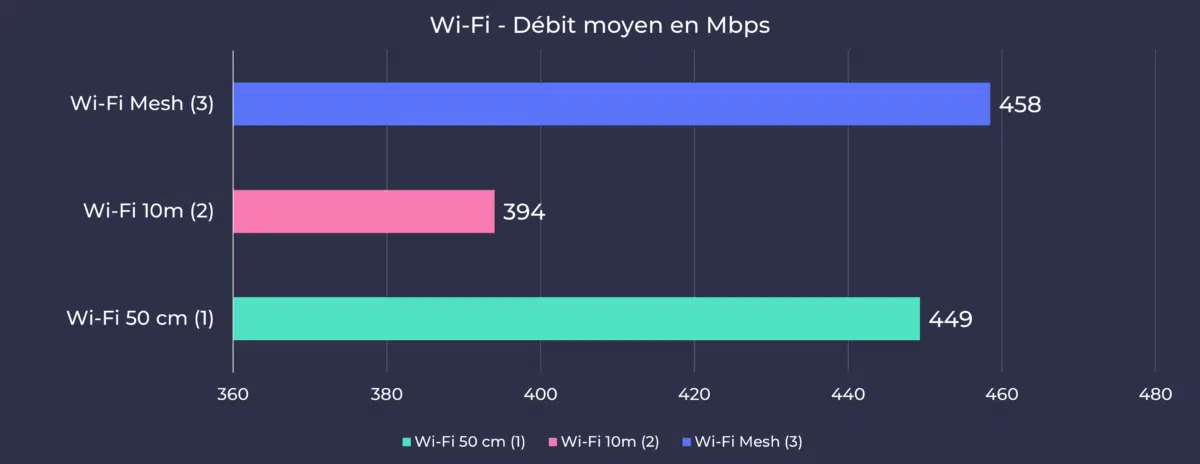 Wi-Fi - Débit moyen en Mbps
Wi-Fi Mesh (3)
458
Wi-Fi 10m (2)
394
Wi-Fi 50 cm (1)
449
360 380 400 420 440 460 480
Wi-Fi 50 cm (1) Wi-Fi 10m (2) Wi-Fi Mesh (3)